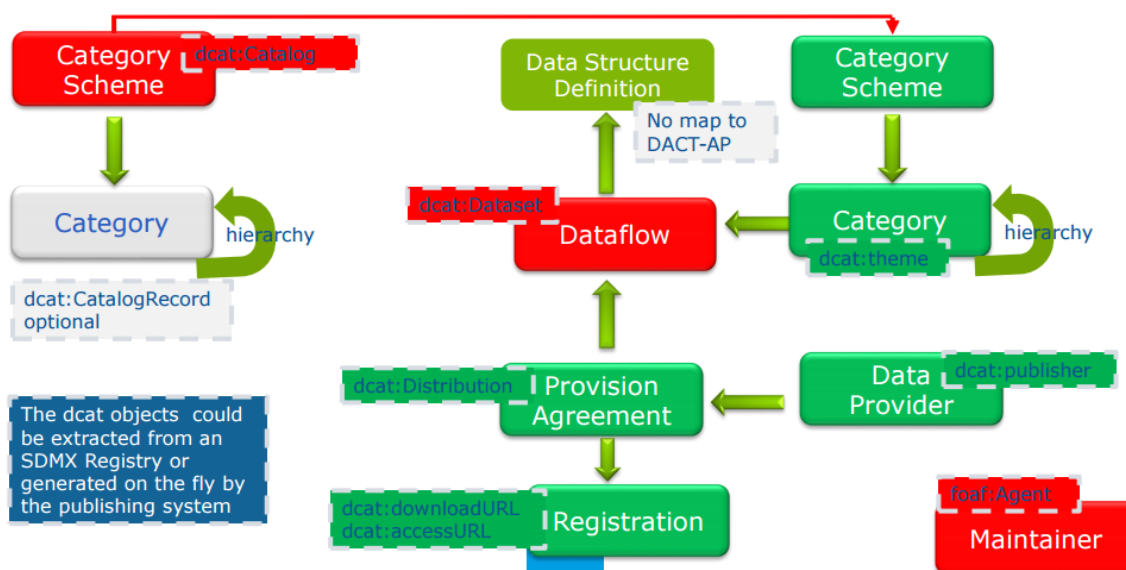 Category
Scheme
dcat:Catalog
Data Structure
Definition
Category
Scheme
No map to
DACT-AP
Category
hierarchy
dcat:CatalogRecord
optional
dcat:Dataset
Dataflow
Category
dcat:theme
hierarchy
dcat:Distribution
Provision
Agreement
Data
Provider
dcat:publisher
The dcat objects could
be extracted from an
SDMX Registry or
generated on the fly by
the publishing system
dcat:downloadURL
dcat:accessURL
Registration
foaf:Agent
Maintainer